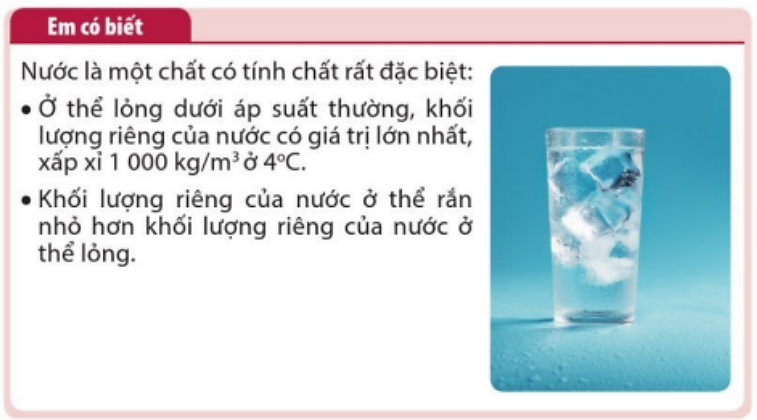 Em có biết
Nước là một chất có tính chất rất đặc biệt:
• Ở thể lỏng dưới áp suất thường, khối
lượng riêng của nước có giá trị lớn nhất,
xấp xỉ 1 000 kg/m³ ở 4ºC.
• Khối lượng riêng của nước ở thể rắn
nhỏ hơn khối lượng riêng của nước ở
thể lỏng.